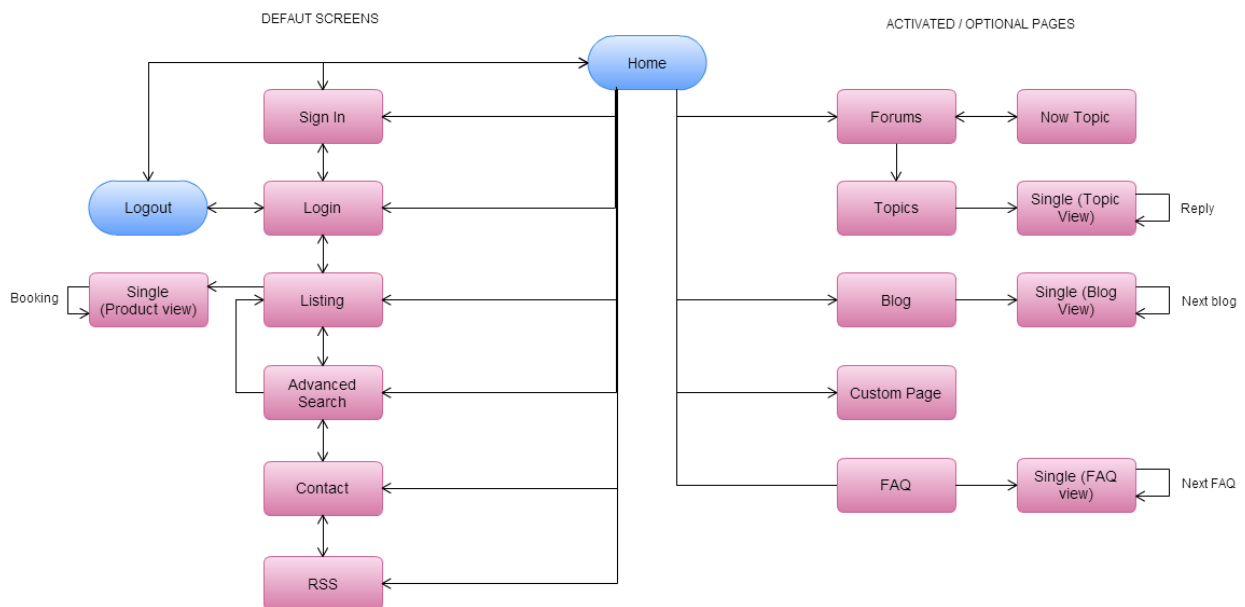 DEFAUT SCREENS
ACTIVATED / OPTIONAL PAGES
Home
Sign In
Forums
Now Topic
Logout
Login
Topics
Single (Topic
View)
Reply
Booking
Single
(Product view)
Listing
Blog
Single (Blog
View)
Next blog
Advanced
Search
Custom Page
Contact
FAQ
Single (FAQ
view)
Next FAQ
RSS